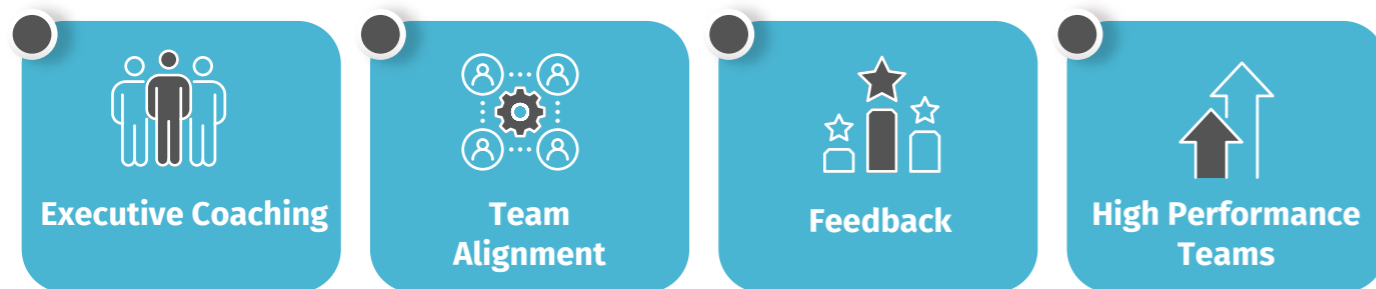 Executive Coaching
Team
Alignment
Feedback
High Performance
Teams